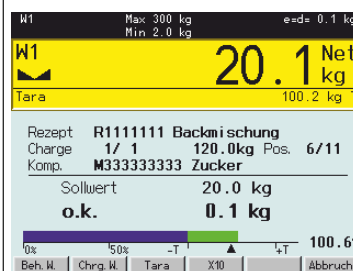 W1 Max 300 kg e=d= 0.1 kg
Min 2.0 kg
W1 20.1 Net
kg
Tara 100.2 kg T
Rezept R1111111 Backmischung
Charge 1/ 1 120.0kg Pos. 6/11
Komp. M333333333 Zucker
Sollwert 20.0 kg
o.k. 0.1 kg
0% 50% -T +T 100.6
Beh. W. Chrg. W. Tara X10 Abbruch